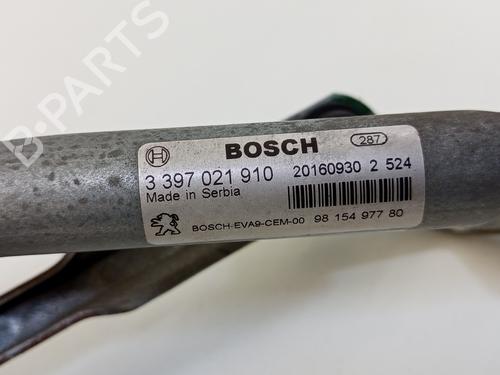 B-PARTS
BOSCH 287
3 397 021 910 20160930 2 524
Made in Serbia
BOSCH-EVA9-CEM-00 98 154 977 80